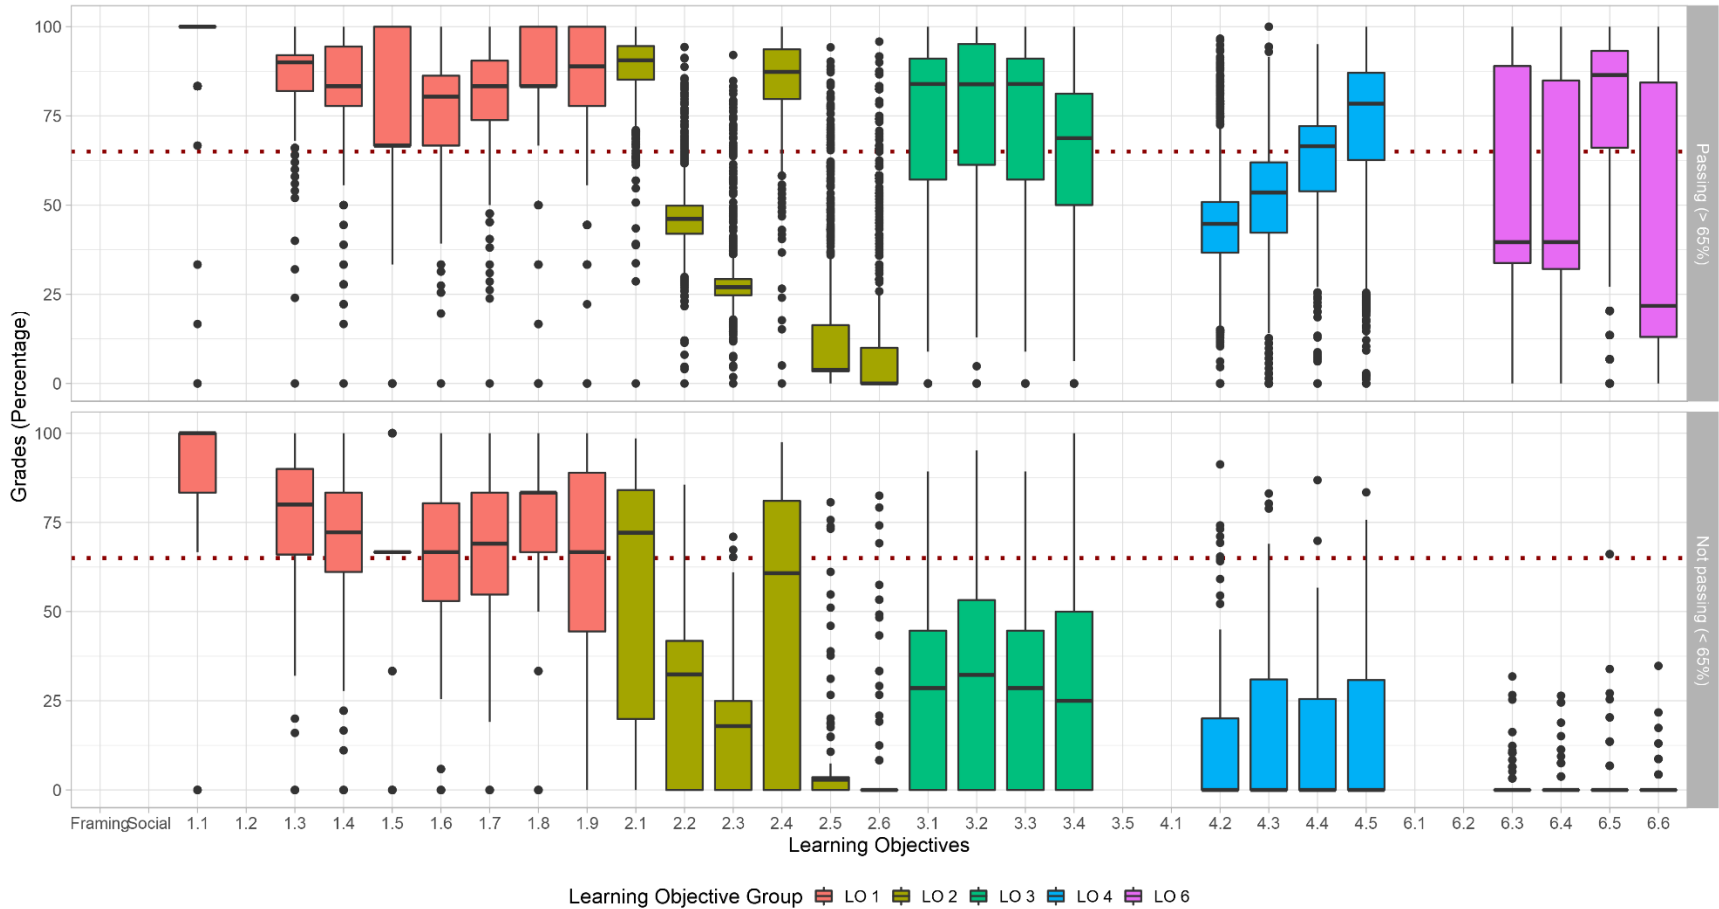 Grades (Percentage)
100
75
50
25
0
Passing (> 65%)
100
75
50
25
0
Not passing (< 65%)
Framing Social 1.1 1.2 1.3 1.4 1.5 1.6 1.7 1.8 1.9 2.1 2.2 2.3 2.4 2.5 2.6 3.1 3.2 3.3 3.4 3.5 4.1 4.2 4.3 4.4 4.5 6.1 6.2 6.3 6.4 6.5 6.6
Learning Objectives
Learning Objective Group LO 1 LO 2 LO 3 LO 4 LO 6